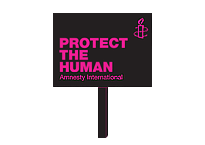 PROTECT
THE
HUMAN
Amnesty International